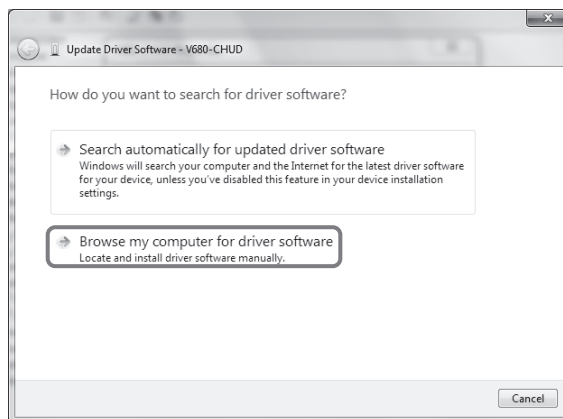 Update Driver Software - V680-CHUD
How do you want to search for driver software?
Search automatically for updated driver software
Windows will search your computer and the Internet for the latest driver software
for your device, unless you've disabled this feature in your device installation
settings.
Browse my computer for driver software
Locate and install driver software manually.
Cancel